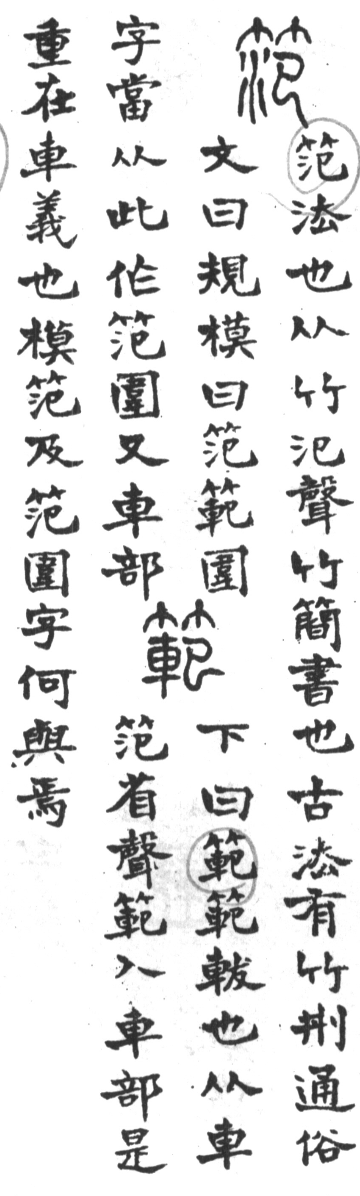 笵
笵法也从竹氾聲竹簡書也古法有竹刑通俗
文曰規模曰笵範圍
字當从此作笵圍又車部
範
下曰範範軷也从車
笵省聲範入車部是
重在車義也模笵及笵圍字何與焉